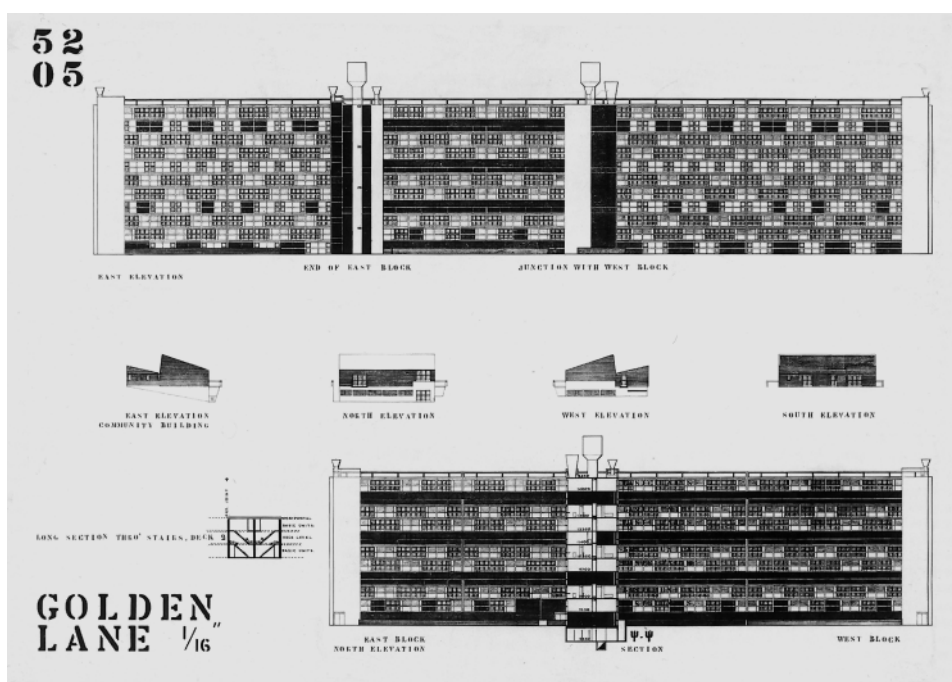 52
05
END OF EAST BLOCK
JUNCTION WITH WEST BLOCK
EAST ELEVATION
EAST ELEVATION
COMMUNITY BUILDING
NORTH ELEVATION
WEST ELEVATION
SOUTH ELEVATION
LONG SECTION THRO' STAIRS, DECK 2
GOLDEN
LANE 1/16"
EAST BLOCK
NORTH ELEVATION
Ψ-Ψ
SECTION
WEST BLOCK